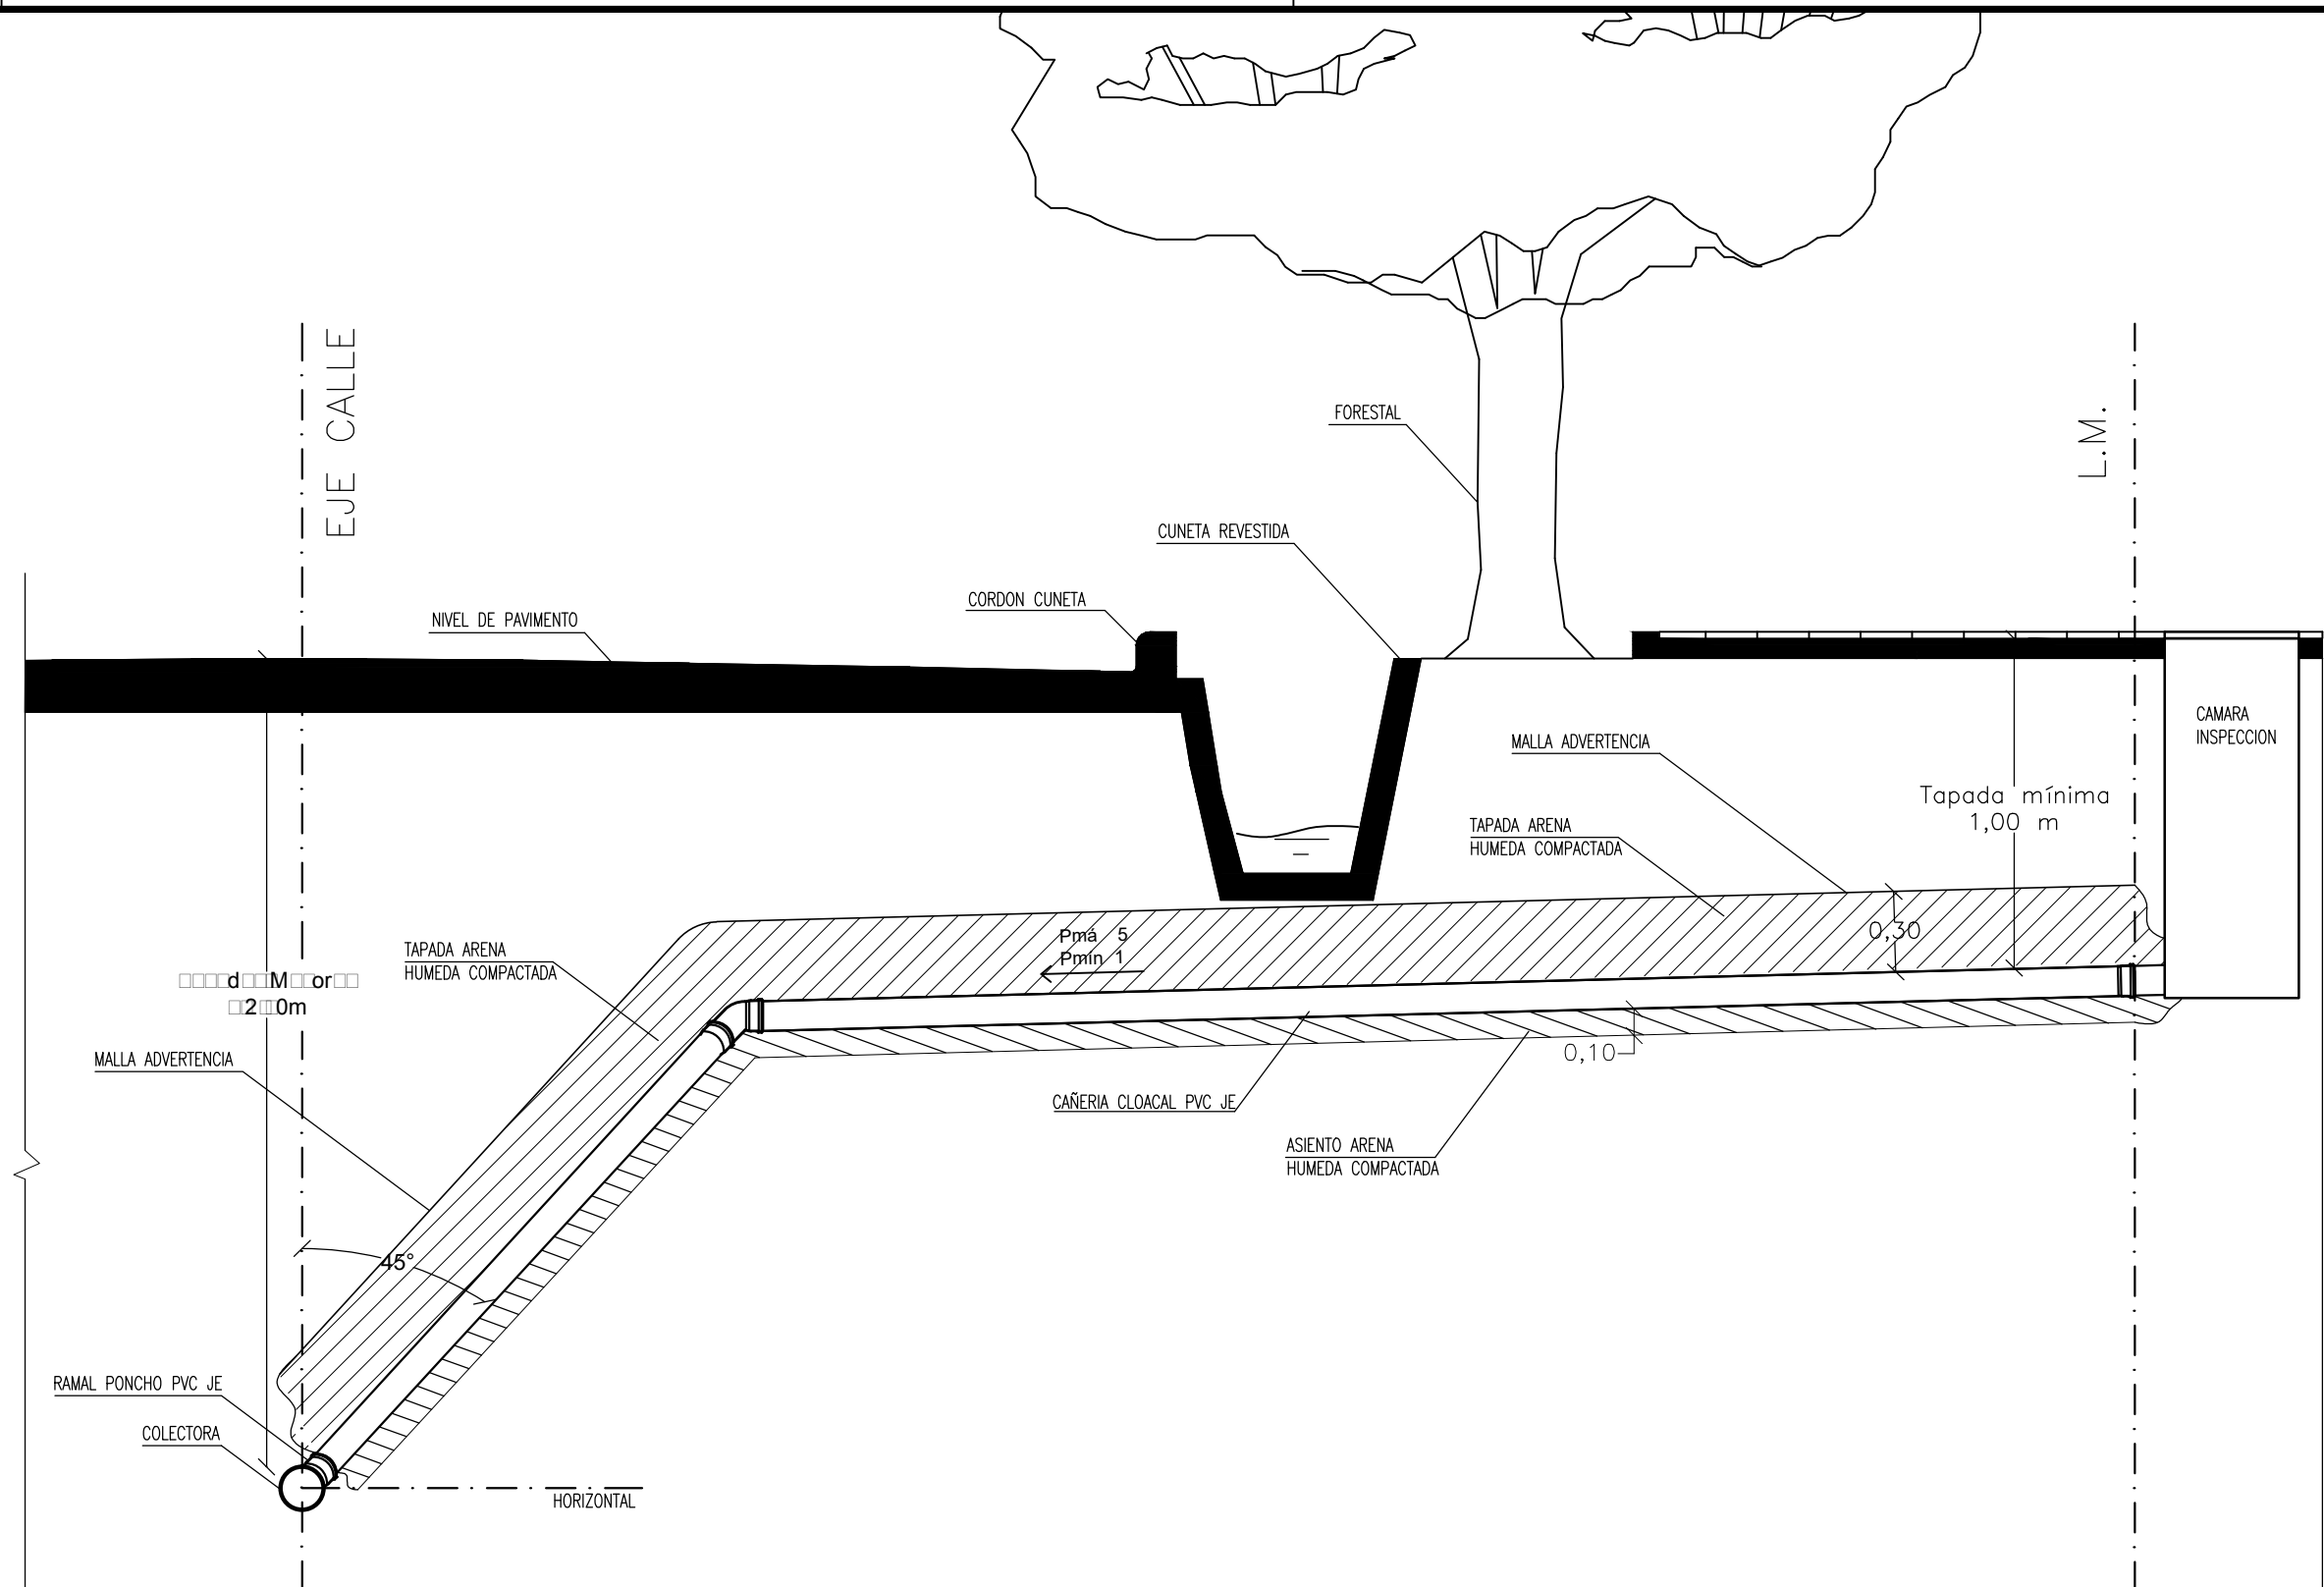 EJE CALLE
L.M.
FORESTAL
CUNETA REVESTIDA
CORDON CUNETA
NIVEL DE PAVIMENTO
CAMARA
INSPECCION
MALLA ADVERTENCIA
Tapada mínima
1,00 m
TAPADA ARENA
HUMEDA COMPACTADA
0,30
Pmá 5
Pmín 1
TAPADA ARENA
HUMEDA COMPACTADA
MALLA ADVERTENCIA
0,10
CAÑERIA CLOACAL PVC JE
ASIENTO ARENA
HUMEDA COMPACTADA
45°
RAMAL PONCHO PVC JE
COLECTORA
HORIZONTAL